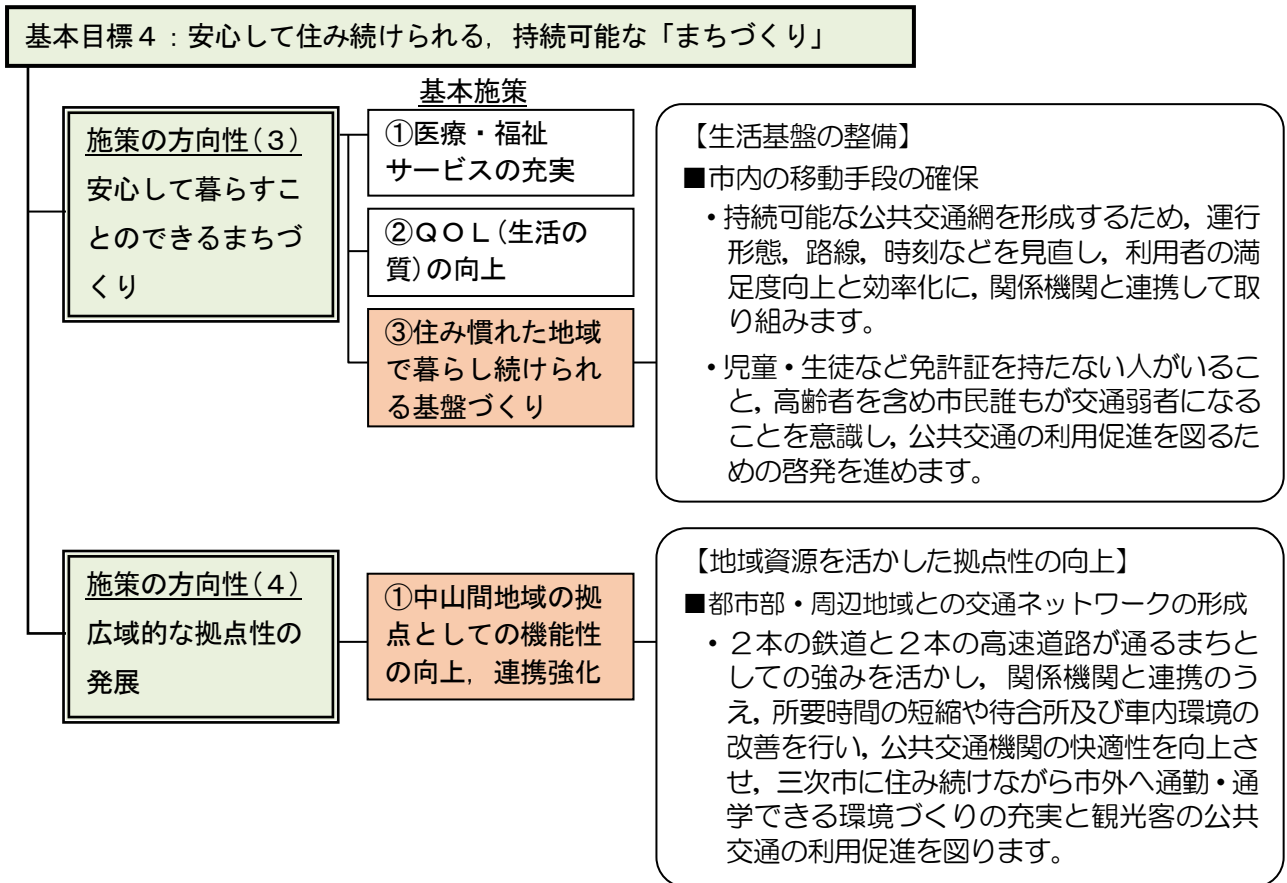 基本目標４：安心して住み続けられる，持続可能な「まちづくり」
基本施策
施策の方向性(３)
安心して暮らすこ
とのできるまちづ
くり
①医療・福祉
サービスの充実
②ＱＯＬ(生活の
質)の向上
③住み慣れた地域
で暮らし続けられ
る基盤づくり
【生活基盤の整備】
■市内の移動手段の確保
・持続可能な公共交通網を形成するため，運行
形態，路線，時刻などを見直し，利用者の満
足度向上と効率化に，関係機関と連携して取
り組みます。
・児童・生徒など免許証を持たない人がいるこ
と，高齢者を含め市民誰もが交通弱者になる
ことを意識し，公共交通の利用促進を図るた
めの啓発を進めます。
施策の方向性(４)
広域的な拠点性の
発展
①中山間地域の拠
点としての機能性
の向上，連携強化
【地域資源を活かした拠点性の向上】
■都市部・周辺地域との交通ネットワークの形成
・２本の鉄道と２本の高速道路が通るまちと
しての強みを活かし，関係機関と連携のう
え，所要時間の短縮や待合所及び車内環境の
改善を行い，公共交通機関の快適性を向上さ
せ，三次市に住み続けながら市外へ通勤・通
学できる環境づくりの充実と観光客の公共
交通の利用促進を図ります。